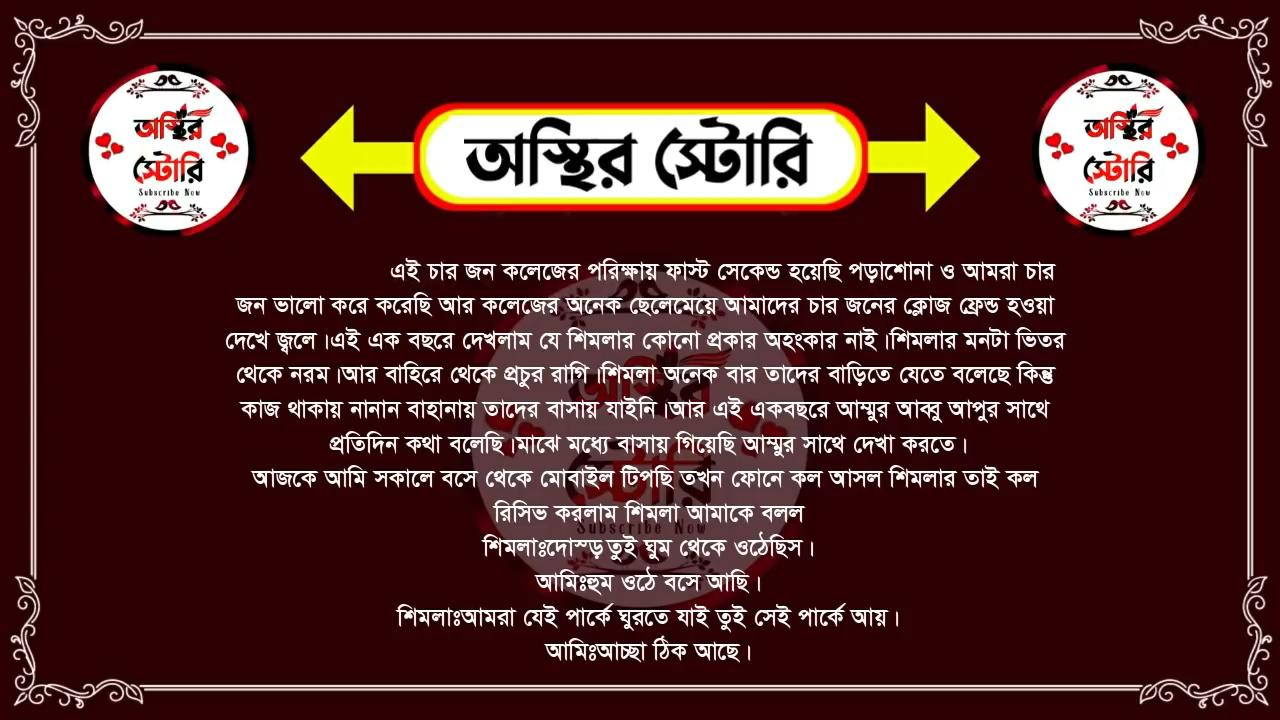 অস্থির
স্টোরি
Subscribe Now
অস্থির স্টোরি
অস্থির
স্টোরি
Subscribe Now
এই চার জন কলেজের পরিক্ষায় ফাস্ট সেকেন্ড হয়েছি পড়াশোনা ও আমরা চার
জন ভালো করে করেছি আর কলেজের অনেক ছেলেমেয়ে আমাদের চার জনের ক্লোজ ফ্রেন্ড হওয়া
দেখে জ্বলে।এই এক বছরে দেখলাম যে শিমলার কোনো প্রকার অহংকার নাই।শিমলার মনটা ভিতর
থেকে নরম।আর বাহিরে থেকে প্রচুর রাগি।শিমলা অনেক বার তাদের বাড়িতে যেতে বলেছে কিন্তু
কাজ থাকায় নানান বাহানায় তাদের বাসায় যাইনি।আর এই একবছরে আম্মুর আব্বু আপুর সাথে
প্রতিদিন কথা বলেছি।মাঝে মধ্যে বাসায় গিয়েছি আম্মুর সাথে দেখা করতে।
আজকে আমি সকালে বসে থেকে মোবাইল টিপছি তখন ফোনে কল আসল শিমলার তাই কল
রিসিভ করলাম শিমলা আমাকে বলল
শিমলাঃদোস্ড় তুই ঘুম থেকে ওঠেছিস।
আমিঃহুম ওঠে বসে আছি।
শিমলাঃআমরা যেই পার্কে ঘুরতে যাই তুই সেই পার্কে আয়।
আমিঃআচ্ছা ঠিক আছে।
অস্থির
স্টোরি
Subscribe Now